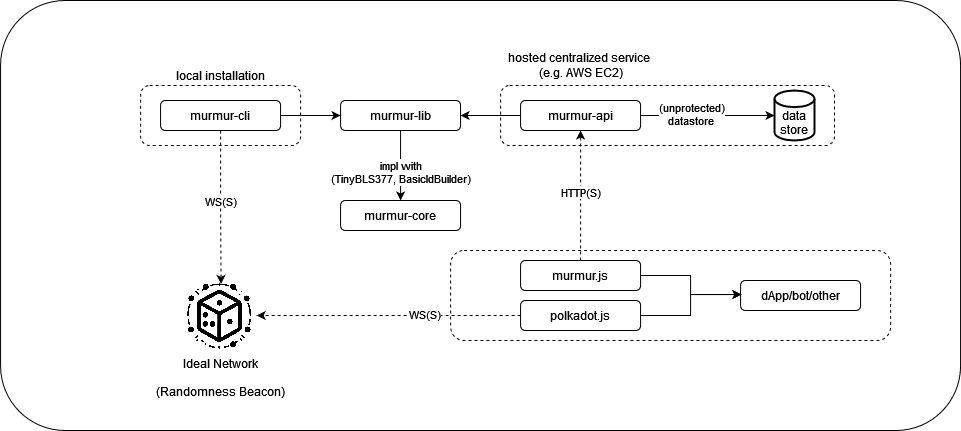 hosted centralized service
(e.g. AWS EC2)
local installation
murmur-cli
murmur-lib
murmur-api
(unprotected)
datastore
data
store
impl with
(TinyBLS377, BasicIdBuilder)
WS(S)
HTTP(S)
murmur-core
murmur.js
dApp/bot/other
polkadot.js
WS(S)
Ideal Network
(Randomness Beacon)